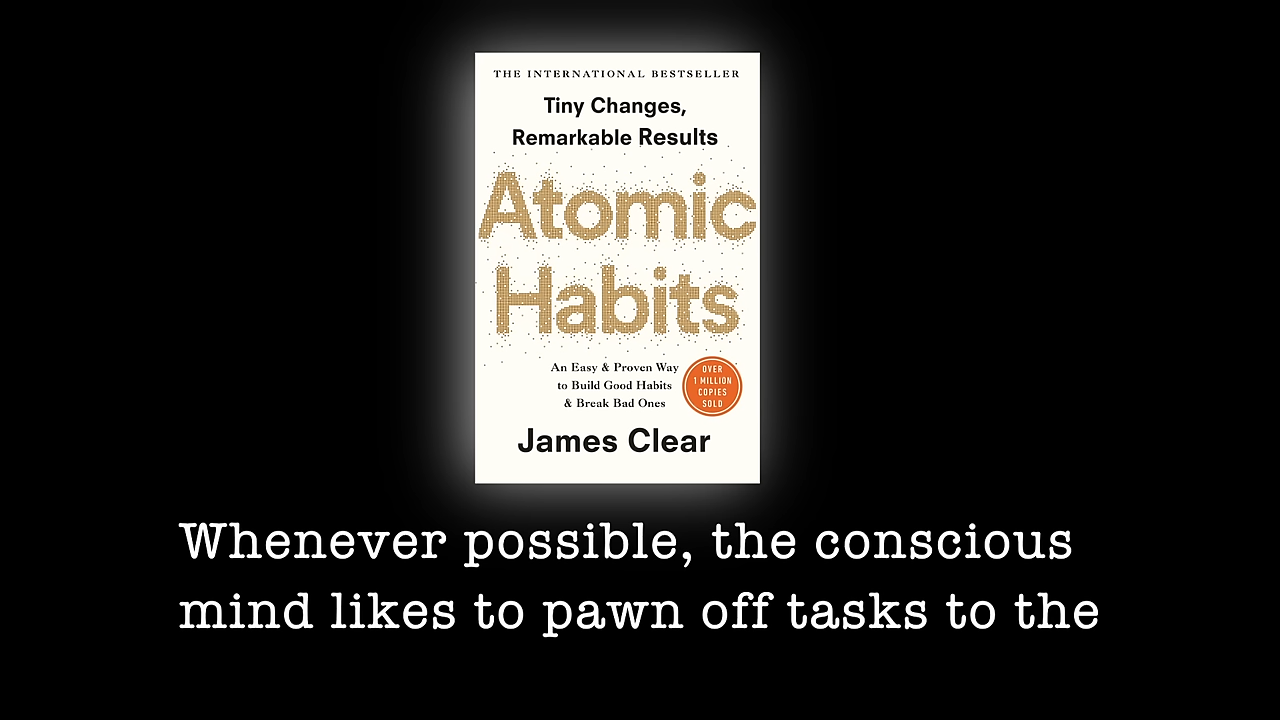 THE INTERNATIONAL BESTSELLER
Tiny Changes,
Remarkable Results
Atomic
Habits
An Easy & Proven Way
to Build Good Habits
& Break Bad Ones
OVER
1 MILLION
COPIES
SOLD
James Clear
Whenever possible, the conscious
mind likes to pawn off tasks to the